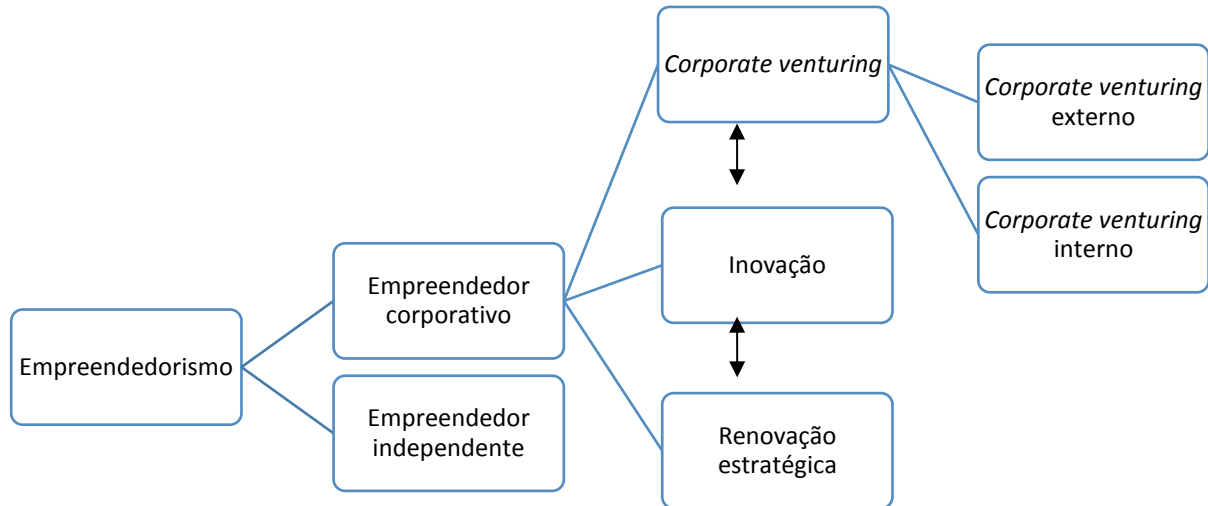 Empreendedorismo
Empreendedor
corporativo
Empreendedor
independente
Corporate venturing
Inovação
Renovação
estratégica
Corporate venturing
externo
Corporate venturing
interno